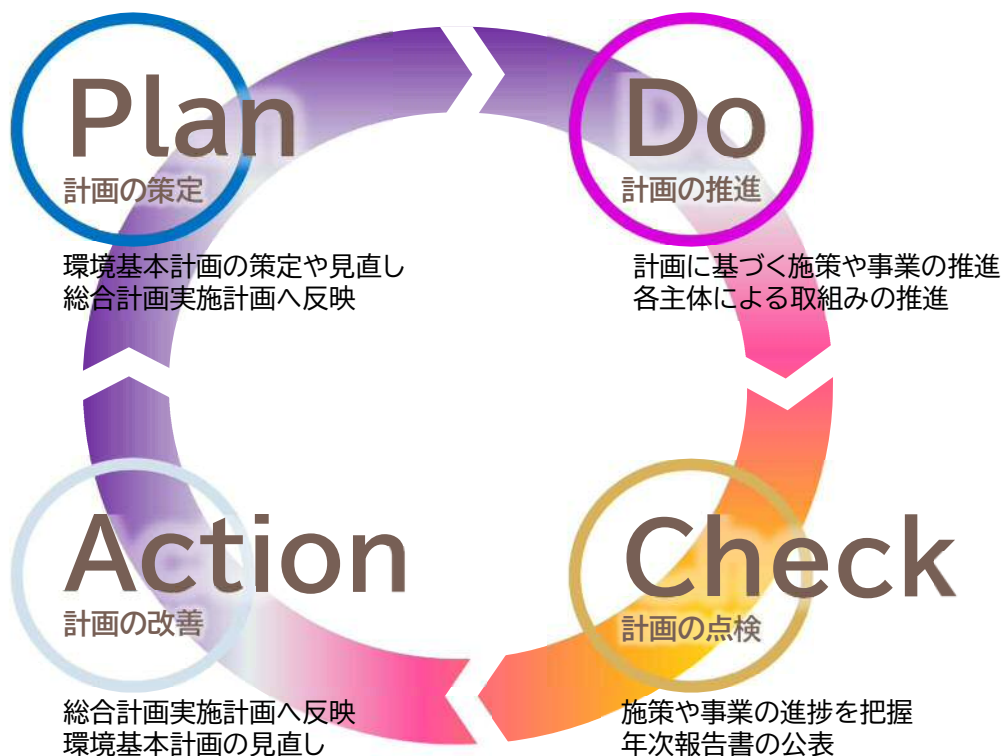 Plan
計画の策定
環境基本計画の策定や見直し
総合計画実施計画へ反映
Do
計画の推進
計画に基づく施策や事業の推進
各主体による取組みの推進
Check
計画の点検
施策や事業の進捗を把握
年次報告書の公表
Action
計画の改善
総合計画実施計画へ反映
環境基本計画の見直し